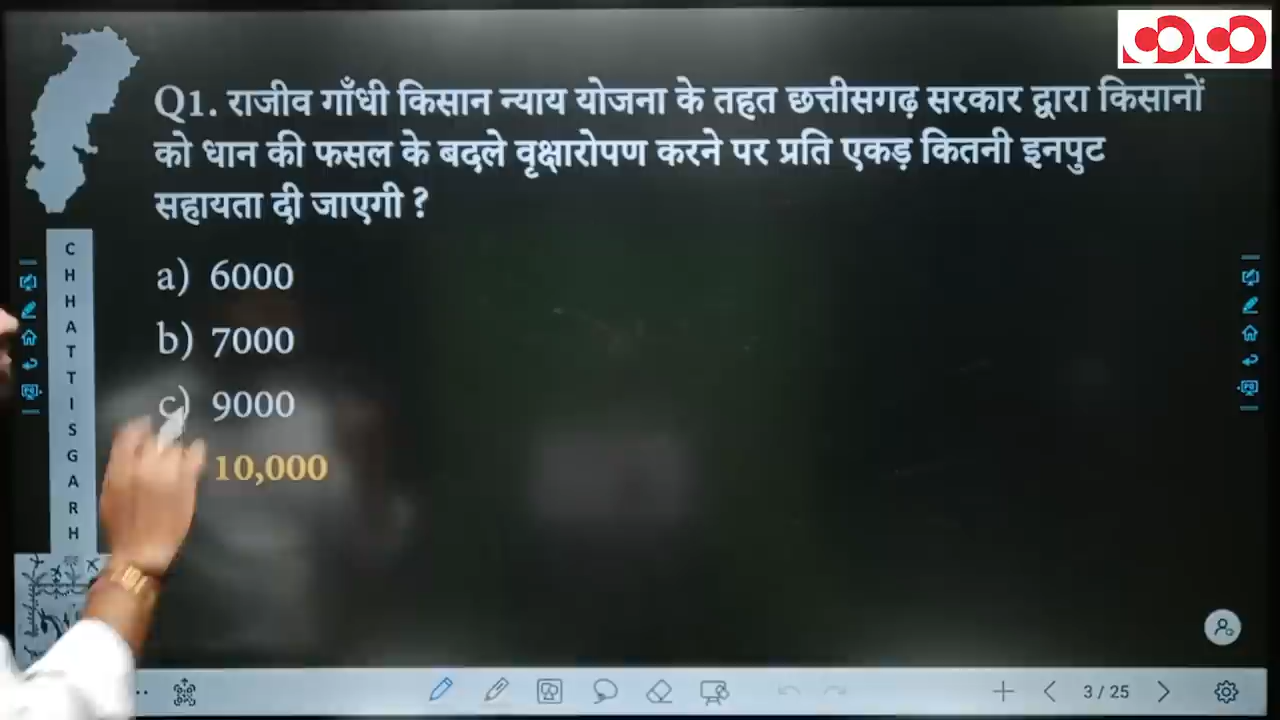 Q1. राजीव गाँधी किसान न्याय योजना के तहत छत्तीसगढ़ सरकार द्वारा किसानों
को धान की फसल के बदले वृक्षारोपण करने पर प्रति एकड़ कितनी इनपुट
सहायता दी जाएगी ?
a) 6000
b) 7000
c) 9000
10,000
CHHATTISGARH
3 / 25